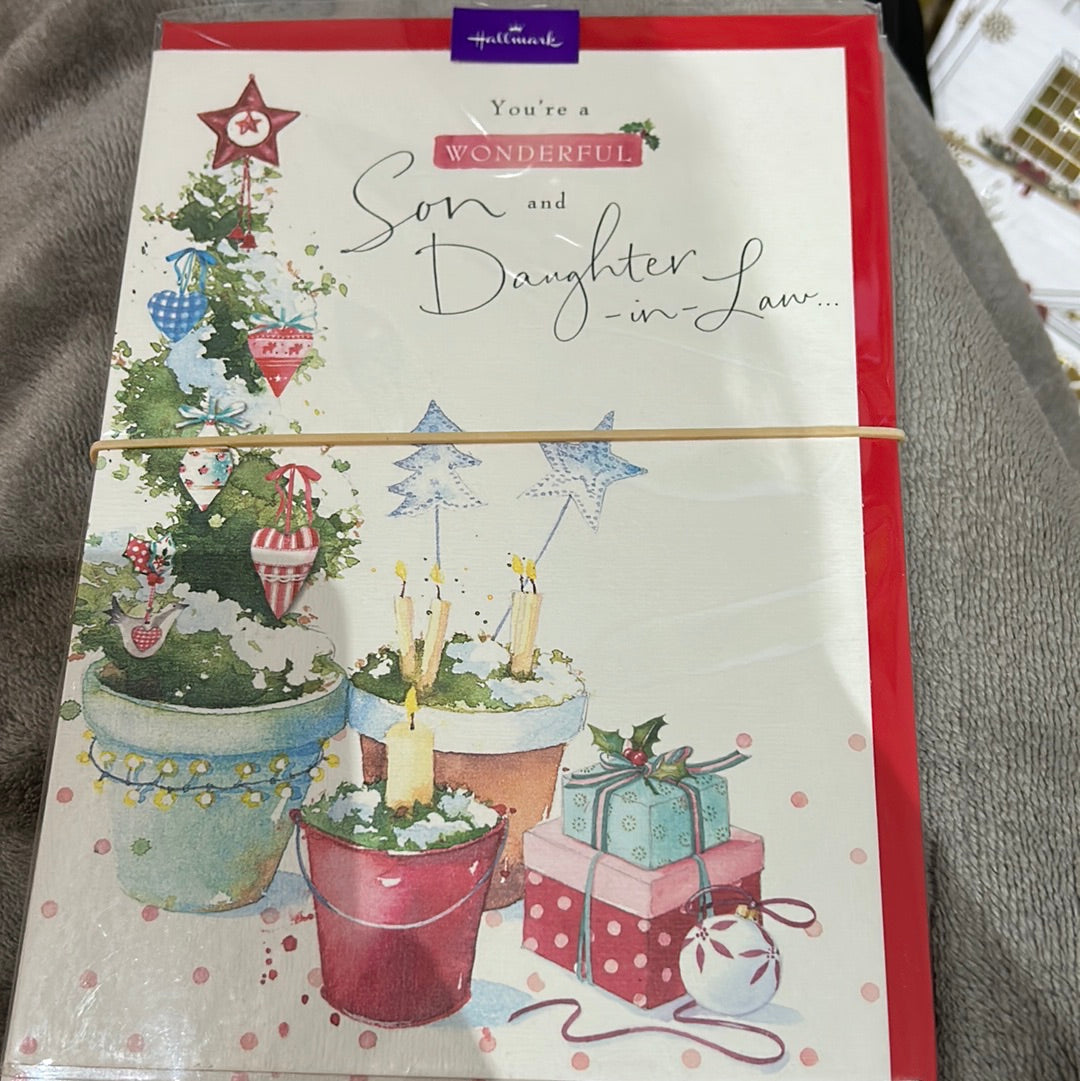 Hallmark
You're a
WONDERFUL
Son and
Daughter
-in-Law...